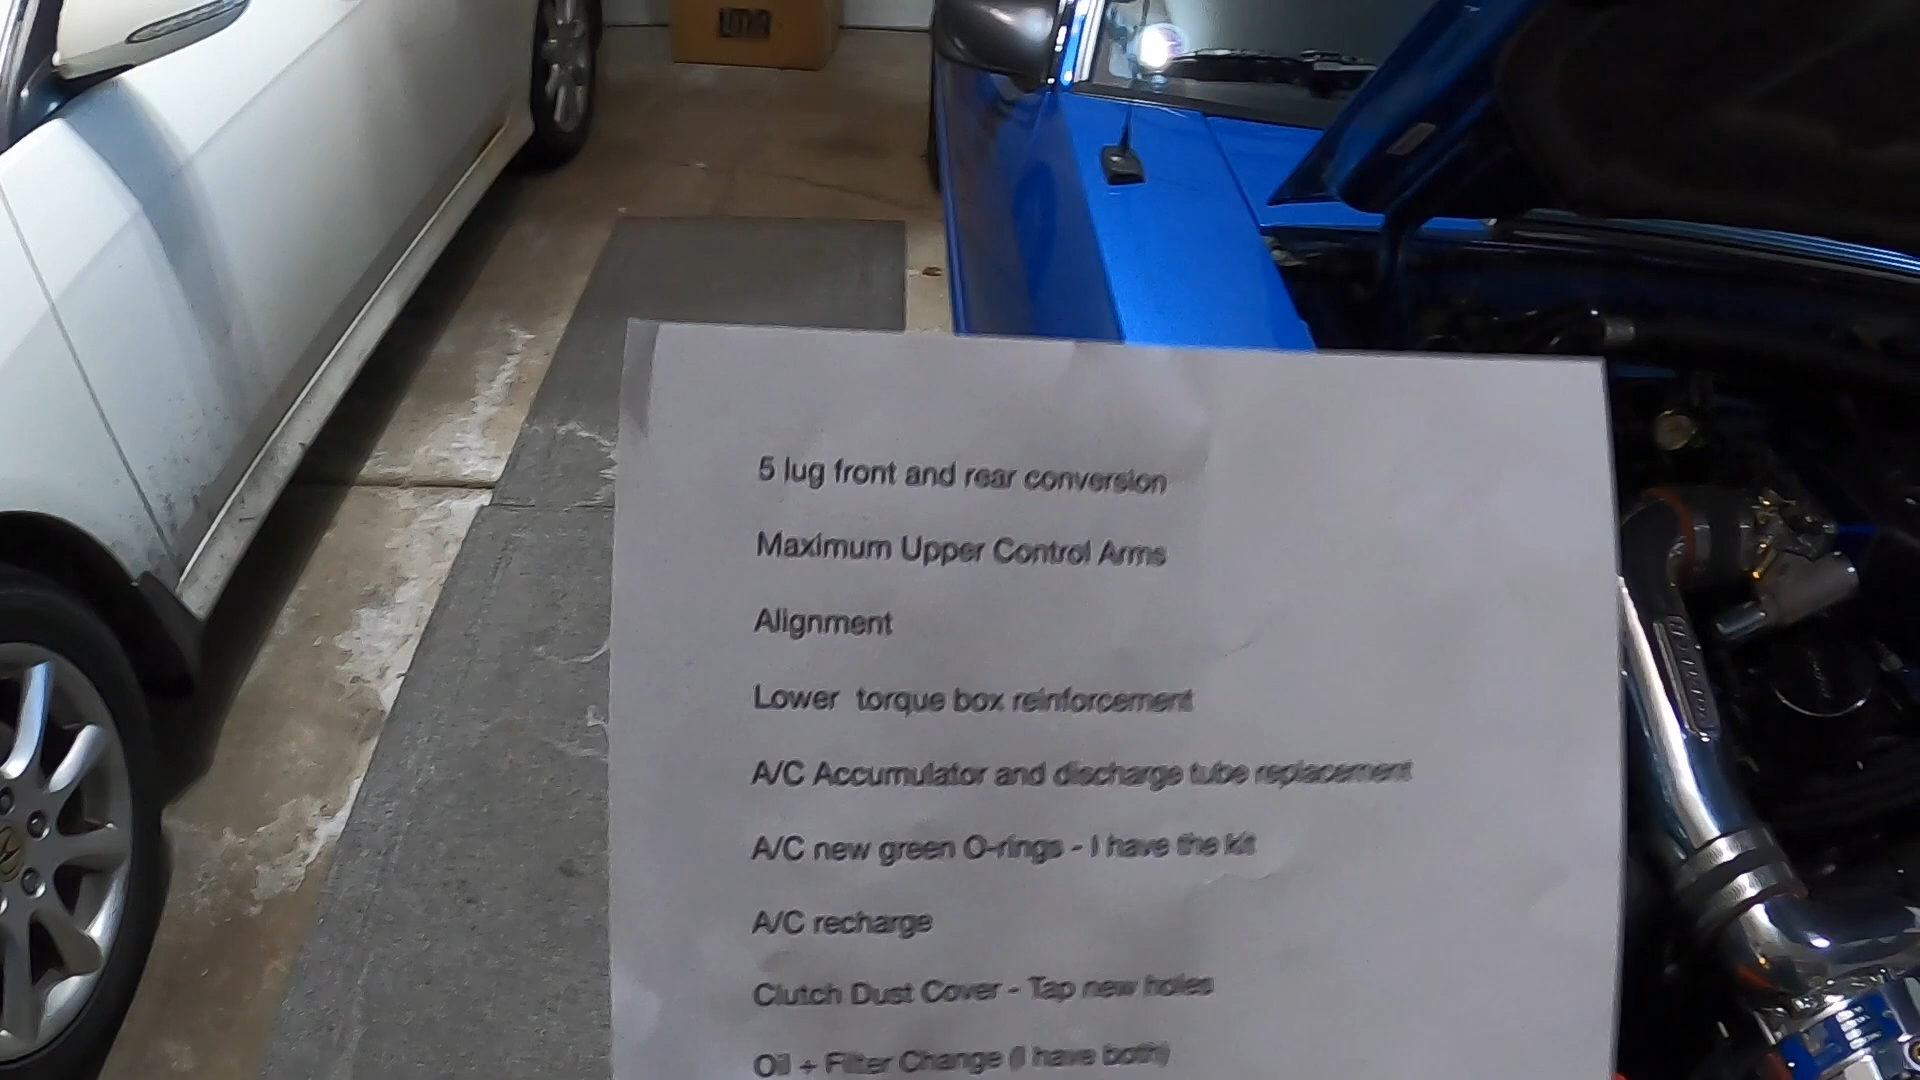 LMR
5 lug front and rear conversion
Maximum Upper Control Arms
Alignment
Lower torque box reinforcement
A/C Accumulator and discharge tube replacement
A/C new green O-rings - I have the kit
A/C recharge
Clutch Dust Cover - Tap new holes
Oil + Filter Change (I have both)